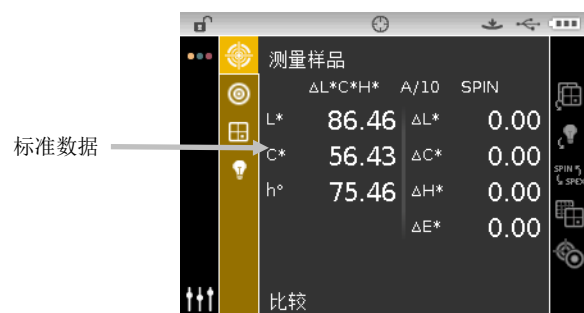 测量样品
ΔL*C*H* A/10 SPIN
L* 86.46 ΔL* 0.00
标准数据
C* 56.43 ΔC* 0.00
SPIN
SPEX
h° 75.46 ΔH* 0.00
ΔE* 0.00
比较